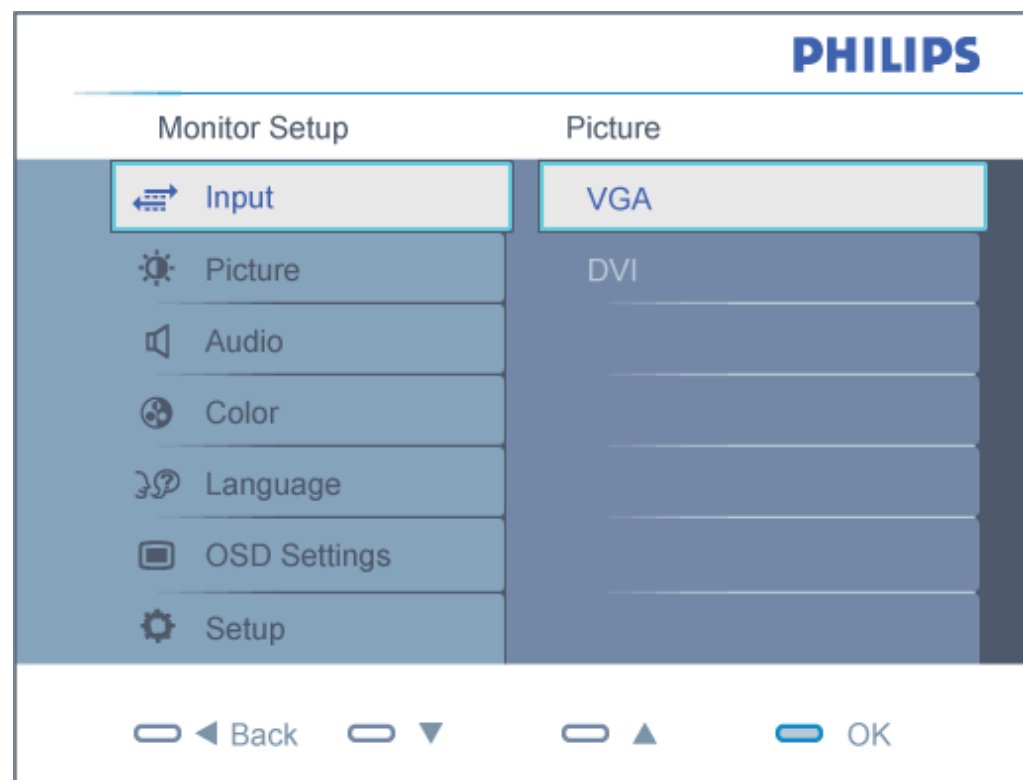 PHILIPS
Monitor Setup
Picture
Input
VGA
Picture
DVI
Audio
Color
Language
OSD Settings
Setup
Back
OK